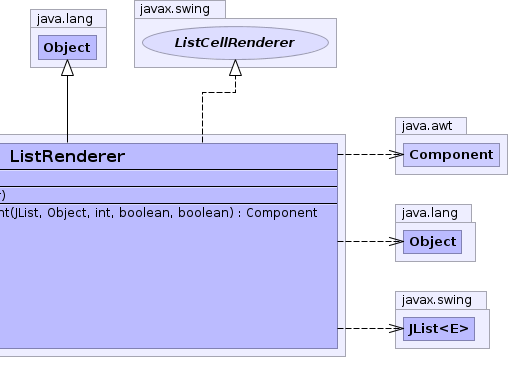 java.lang
Object
javax.swing
ListCellRenderer
ListRenderer
r)
nt(JList, Object, int, boolean, boolean) : Component
java.awt
Component
java.lang
Object
javax.swing
JList<E>